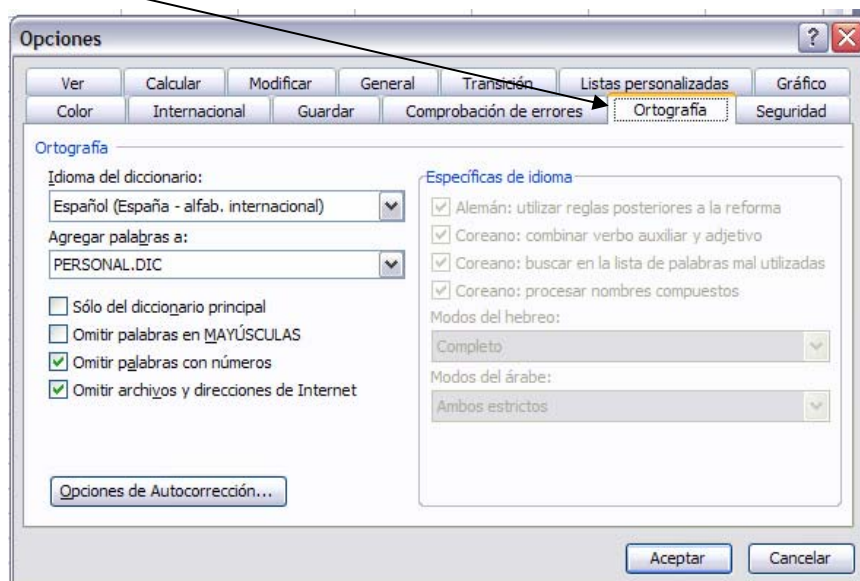 Opciones
Ver Calcular Modificar General Transición Listas personalizadas Gráfico
Color Internacional Guardar Comprobación de errores Ortografía Seguridad
Ortografía
Idioma del diccionario:
Español (España - alfab. internacional)
Agregar palabras a:
PERSONAL.DIC
Sólo del diccionario principal
Omitir palabras en MAYÚSCULAS
Omitir palabras con números
Omitir archivos y direcciones de Internet
Opciones de Autocorrección...
Específicas de idioma
Alemán: utilizar reglas posteriores a la reforma
Coreano: combinar verbo auxiliar y adjetivo
Coreano: buscar en la lista de palabras mal utilizadas
Coreano: procesar nombres compuestos
Modos del hebreo:
Completo
Modos del árabe:
Ambos estrictos
Aceptar Cancelar